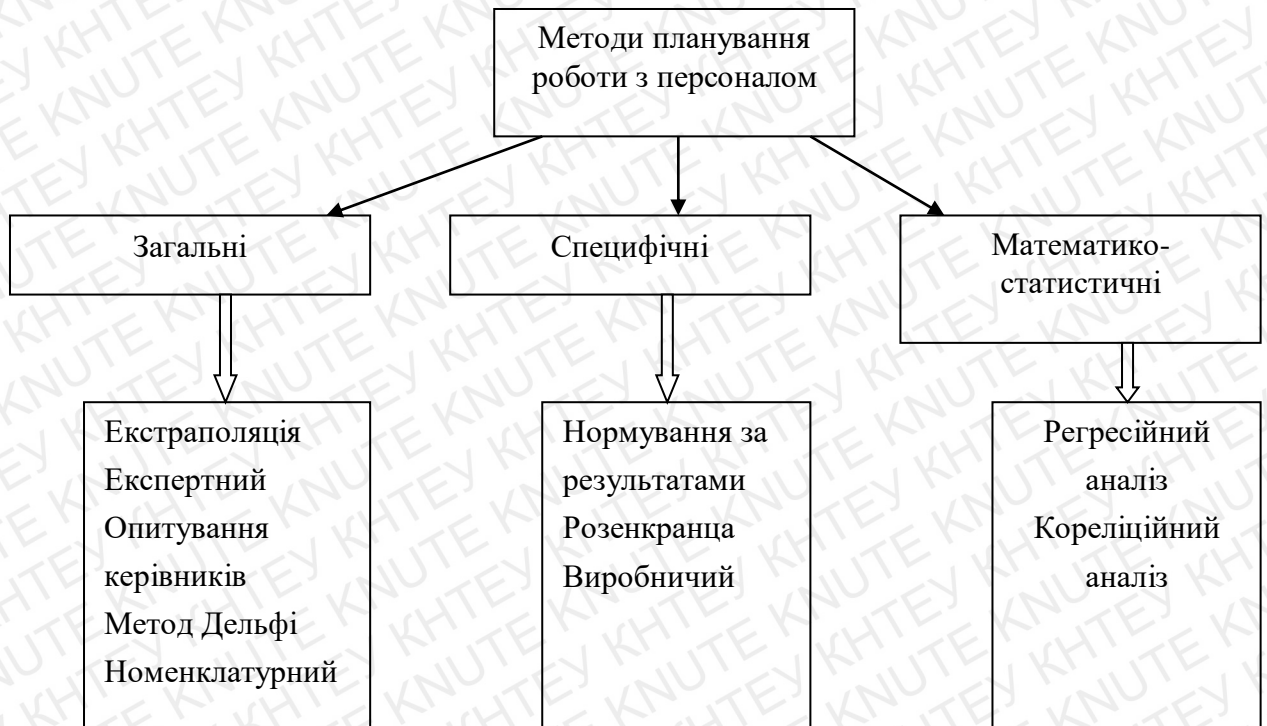 Методи планування
роботи з персоналом
Загальні
Специфічні
Математико-
статистичні
Екстраполяція
Експертний
Опитування
керівників
Метод Дельфі
Номенклатурний
Нормування за
результатами
Розенкранца
Виробничий
Регресійний
аналіз
Кореліційний
аналіз